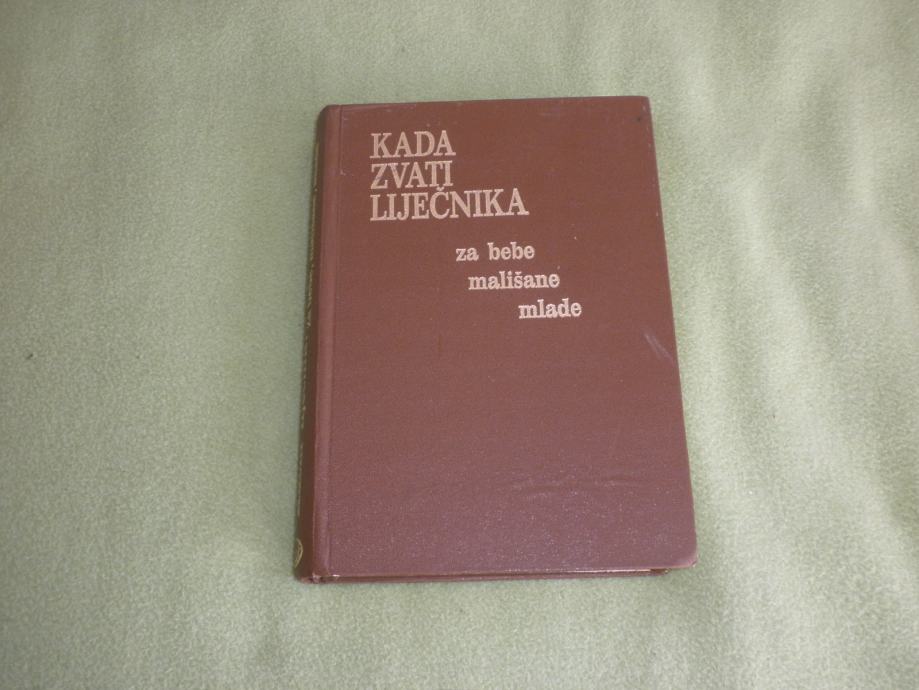 KADA
ZVATI
LIJEČNIKA
za bebe
mališane
mlade